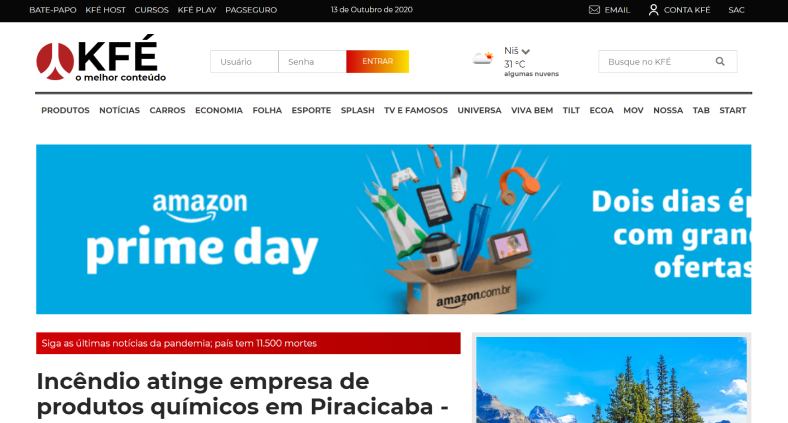 BATE-PAPO KFÉ HOST CURSOS KFÉ PLAY PAGSEGURO 13 de Outubro de 2020 EMAIL CONTA KFÉ SAC
KFÉ
o melhor conteúdo
Usuário Senha ENTRAR
Niš
31 °C
algumas nuvens
Busque no KFÉ
PRODUTOS NOTÍCIAS CARROS ECONOMIA FOLHA ESPORTE SPLASH TV E FAMOSOS UNIVERSA VIVA BEM TILT ECOA MOV NOSSA TAB START
amazon
prime day
amazon.com.br
Dois dias ép
com gran
ofertas
Siga as últimas notícias da pandemia; país tem 11.500 mortes
Incêndio atinge empresa de
produtos químicos em Piracicaba -